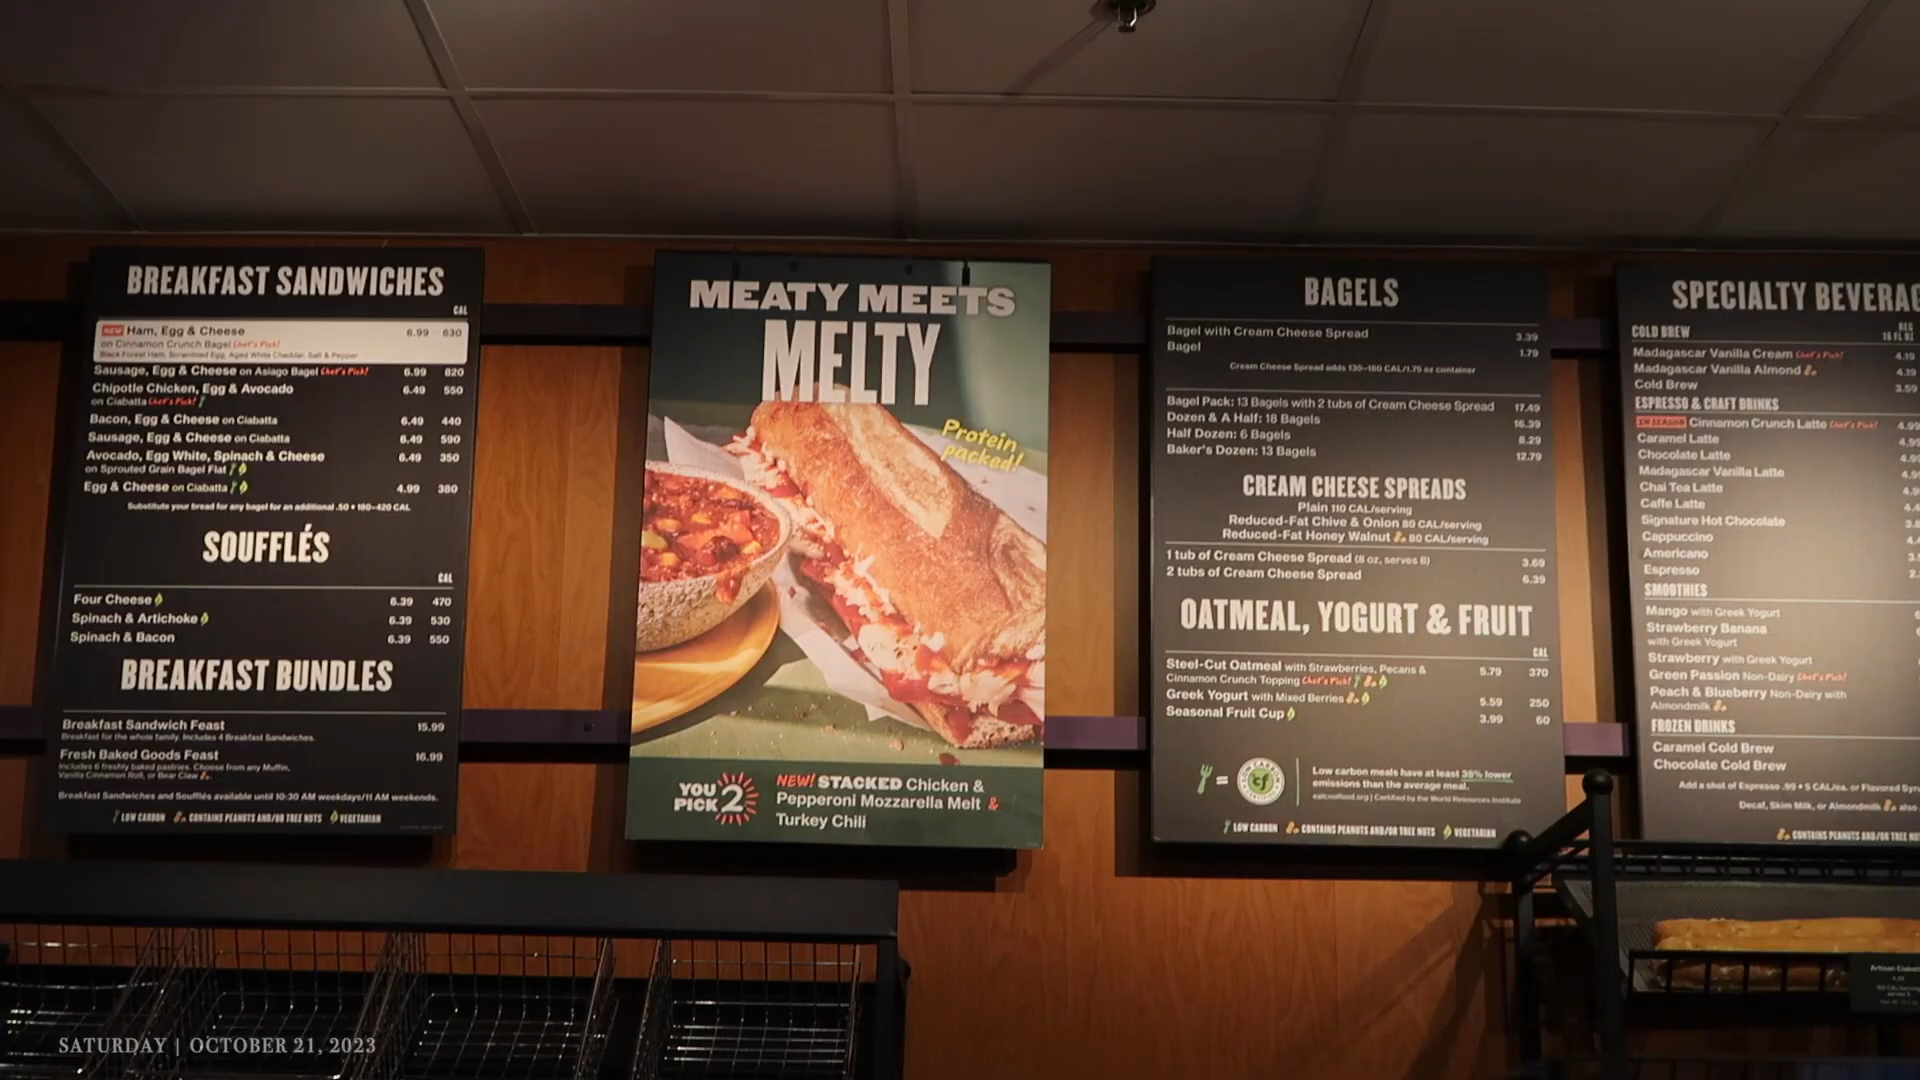 BREAKFAST SANDWICHES
CAL
NEW Ham, Egg & Cheese 6.99 630
on Cinnamon Crunch Bagel Chef's Pick!
Black Forest Ham, Scrambled Egg, Aged White Cheddar, Salt & Pepper
Sausage, Egg & Cheese on Asiago Bagel Chef's Pick! 6.99 820
Chipotle Chicken, Egg & Avocado 6.49 550
on Ciabatta Chef's Pick!
Bacon, Egg & Cheese on Ciabatta 6.49 440
Sausage, Egg & Cheese on Ciabatta 6.49 590
Avocado, Egg White, Spinach & Cheese 6.49 350
on Sprouted Grain Bagel Flat
Egg & Cheese on Ciabatta 4.99 380
Substitute your bread for any bagel for an additional .50 • 180-420 CAL
SOUFFLÉS
CAL
Four Cheese 6.39 470
Spinach & Artichoke 6.39 530
Spinach & Bacon 6.39 550
BREAKFAST BUNDLES
Breakfast Sandwich Feast 15.99
Breakfast for the whole family. Includes 4 Breakfast Sandwiches.
Fresh Baked Goods Feast 16.99
Includes 6 freshly baked pastries. Choose from any Muffin,
Vanilla Cinnamon Roll, or Bear Claw
Breakfast Sandwiches and Soufflés available until 10:30 AM weekdays/11 AM weekends.
LOW CARBON CONTAINS PEANUTS AND/OR TREE NUTS VEGETARIAN
MEATY MEETS
MELTY
Protein
packed!
YOU
PICK 2
NEW! STACKED Chicken &
Pepperoni Mozzarella Melt &
Turkey Chili
BAGELS
Bagel with Cream Cheese Spread 3.39
Bagel 1.79
Cream Cheese Spread adds 130-180 CAL/1.75 oz container
Bagel Pack: 13 Bagels with 2 tubs of Cream Cheese Spread 17.49
Dozen & A Half: 18 Bagels 16.39
Half Dozen: 6 Bagels 8.29
Baker's Dozen: 13 Bagels 12.79
CREAM CHEESE SPREADS
Plain 110 CAL/serving
Reduced-Fat Chive & Onion 80 CAL/serving
Reduced-Fat Honey Walnut 80 CAL/serving
1 tub of Cream Cheese Spread (8 oz, serves 8) 3.69
2 tubs of Cream Cheese Spread 6.39
OATMEAL, YOGURT & FRUIT
CAL
Steel-Cut Oatmeal with Strawberries, Pecans & 5.79 370
Cinnamon Crunch Topping Chef's Pick!
Greek Yogurt with Mixed Berries 5.59 250
Seasonal Fruit Cup 3.99 60
=
LOW CARBON
cf
CERTIFIED
Low carbon meals have at least 38% lower
emissions than the average meal.
eatcoolfood.org | Certified by the World Resources Institute
LOW CARBON CONTAINS PEANUTS AND/OR TREE NUTS VEGETARIAN
SPECIALTY BEVERAG
REG
COLD BREW 16 FL OZ
Madagascar Vanilla Cream Chef's Pick! 4.19
Madagascar Vanilla Almond 4.39
Cold Brew 3.59
ESPRESSO & CRAFT DRINKS
IN SEASON Cinnamon Crunch Latte Chef's Pick! 4.99
Caramel Latte 4.99
Chocolate Latte 4.9
Madagascar Vanilla Latte 4.9
Chai Tea Latte 4.9
Caffe Latte 4.4
Signature Hot Chocolate 3.
Cappuccino 4.
Americano 3.
Espresso 2.
SMOOTHIES
Mango with Greek Yogurt
Strawberry Banana
with Greek Yogurt
Strawberry with Greek Yogurt
Green Passion Non-Dairy Chef's Pick!
Peach & Blueberry Non-Dairy with
Almondmilk
FROZEN DRINKS
Caramel Cold Brew
Chocolate Cold Brew
Add a shot of Espresso .99 • 5 CAL/ea. or Flavored Syru
Decaf, Skim Milk, or Almondmilk also
CONTAINS PEANUTS AND/OR TREE NUT
Artisan Ciabat
SATURDAY | OCTOBER 21, 2023